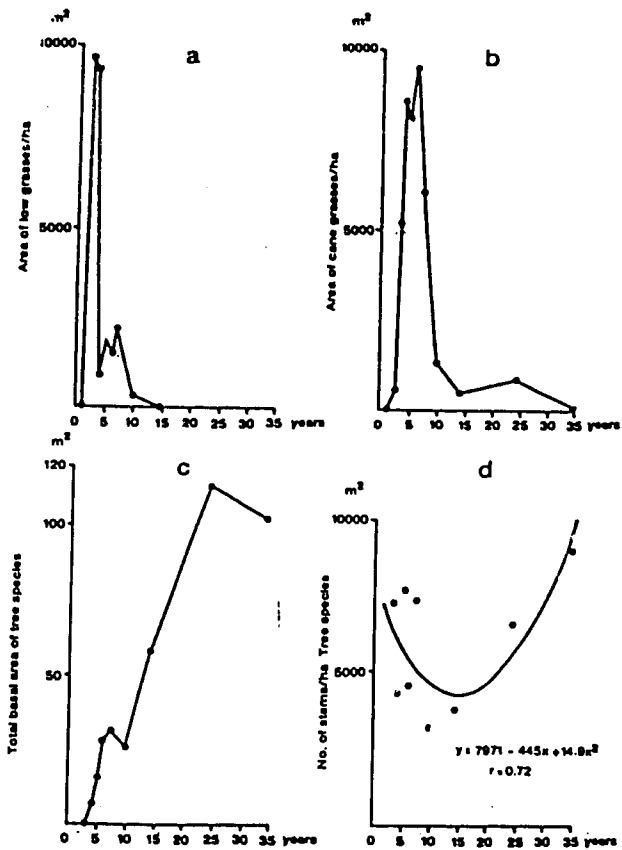 m²
10000
a
Area of low grasses/ha
5000
0 5 10 15 20 25 30 35 years
m²
10000
b
Area of cane grasses/ha
5000
0 5 10 15 20 25 30 35 years
m²
120
c
100
Total basal area of tree species
50
0 5 10 15 20 25 30 35 years
m²
10000
d
No. of stems/ha Tree species
5000
y = 7971 - 445x + 14.9x²
r = 0.72
0 5 10 15 20 25 30 35 years